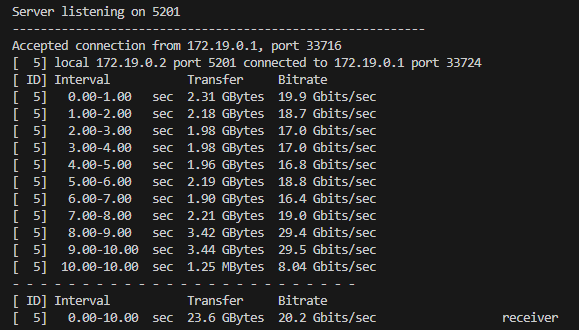 Server listening on 5201
-----------------------------------------------------------
Accepted connection from 172.19.0.1, port 33716
[  5] local 172.19.0.2 port 5201 connected to 172.19.0.1 port 33724
[ ID] Interval           Transfer     Bitrate
[  5]   0.00-1.00   sec  2.31 GBytes  19.9 Gbits/sec
[  5]   1.00-2.00   sec  2.18 GBytes  18.7 Gbits/sec
[  5]   2.00-3.00   sec  1.98 GBytes  17.0 Gbits/sec
[  5]   3.00-4.00   sec  1.98 GBytes  17.0 Gbits/sec
[  5]   4.00-5.00   sec  1.96 GBytes  16.8 Gbits/sec
[  5]   5.00-6.00   sec  2.19 GBytes  18.8 Gbits/sec
[  5]   6.00-7.00   sec  1.90 GBytes  16.4 Gbits/sec
[  5]   7.00-8.00   sec  2.21 GBytes  19.0 Gbits/sec
[  5]   8.00-9.00   sec  3.42 GBytes  29.4 Gbits/sec
[  5]   9.00-10.00  sec  3.44 GBytes  29.5 Gbits/sec
[  5]  10.00-10.00  sec  1.25 MBytes  8.04 Gbits/sec
- - - - - - - - - - - - - - - - - - - - - - - - -
[ ID] Interval           Transfer     Bitrate
[  5]   0.00-10.00  sec  23.6 GBytes  20.2 Gbits/sec                  receiver